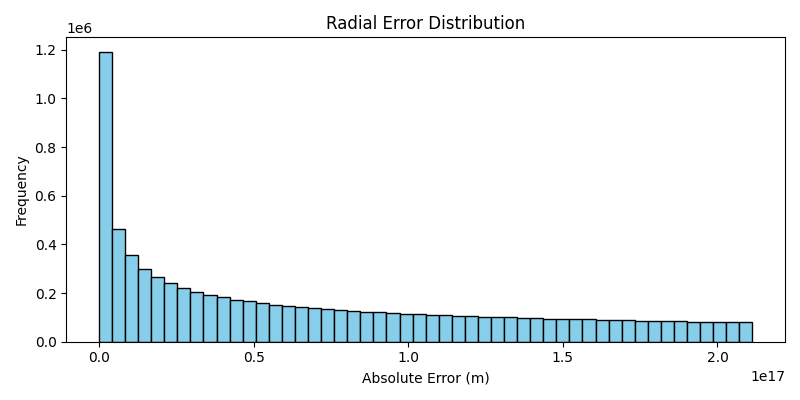 Radial Error Distribution
1e6
1.2
1.0
0.8
0.6
0.4
0.2
0.0
Frequency
0.0 0.5 1.0 1.5 2.0
1e17
Absolute Error (m)